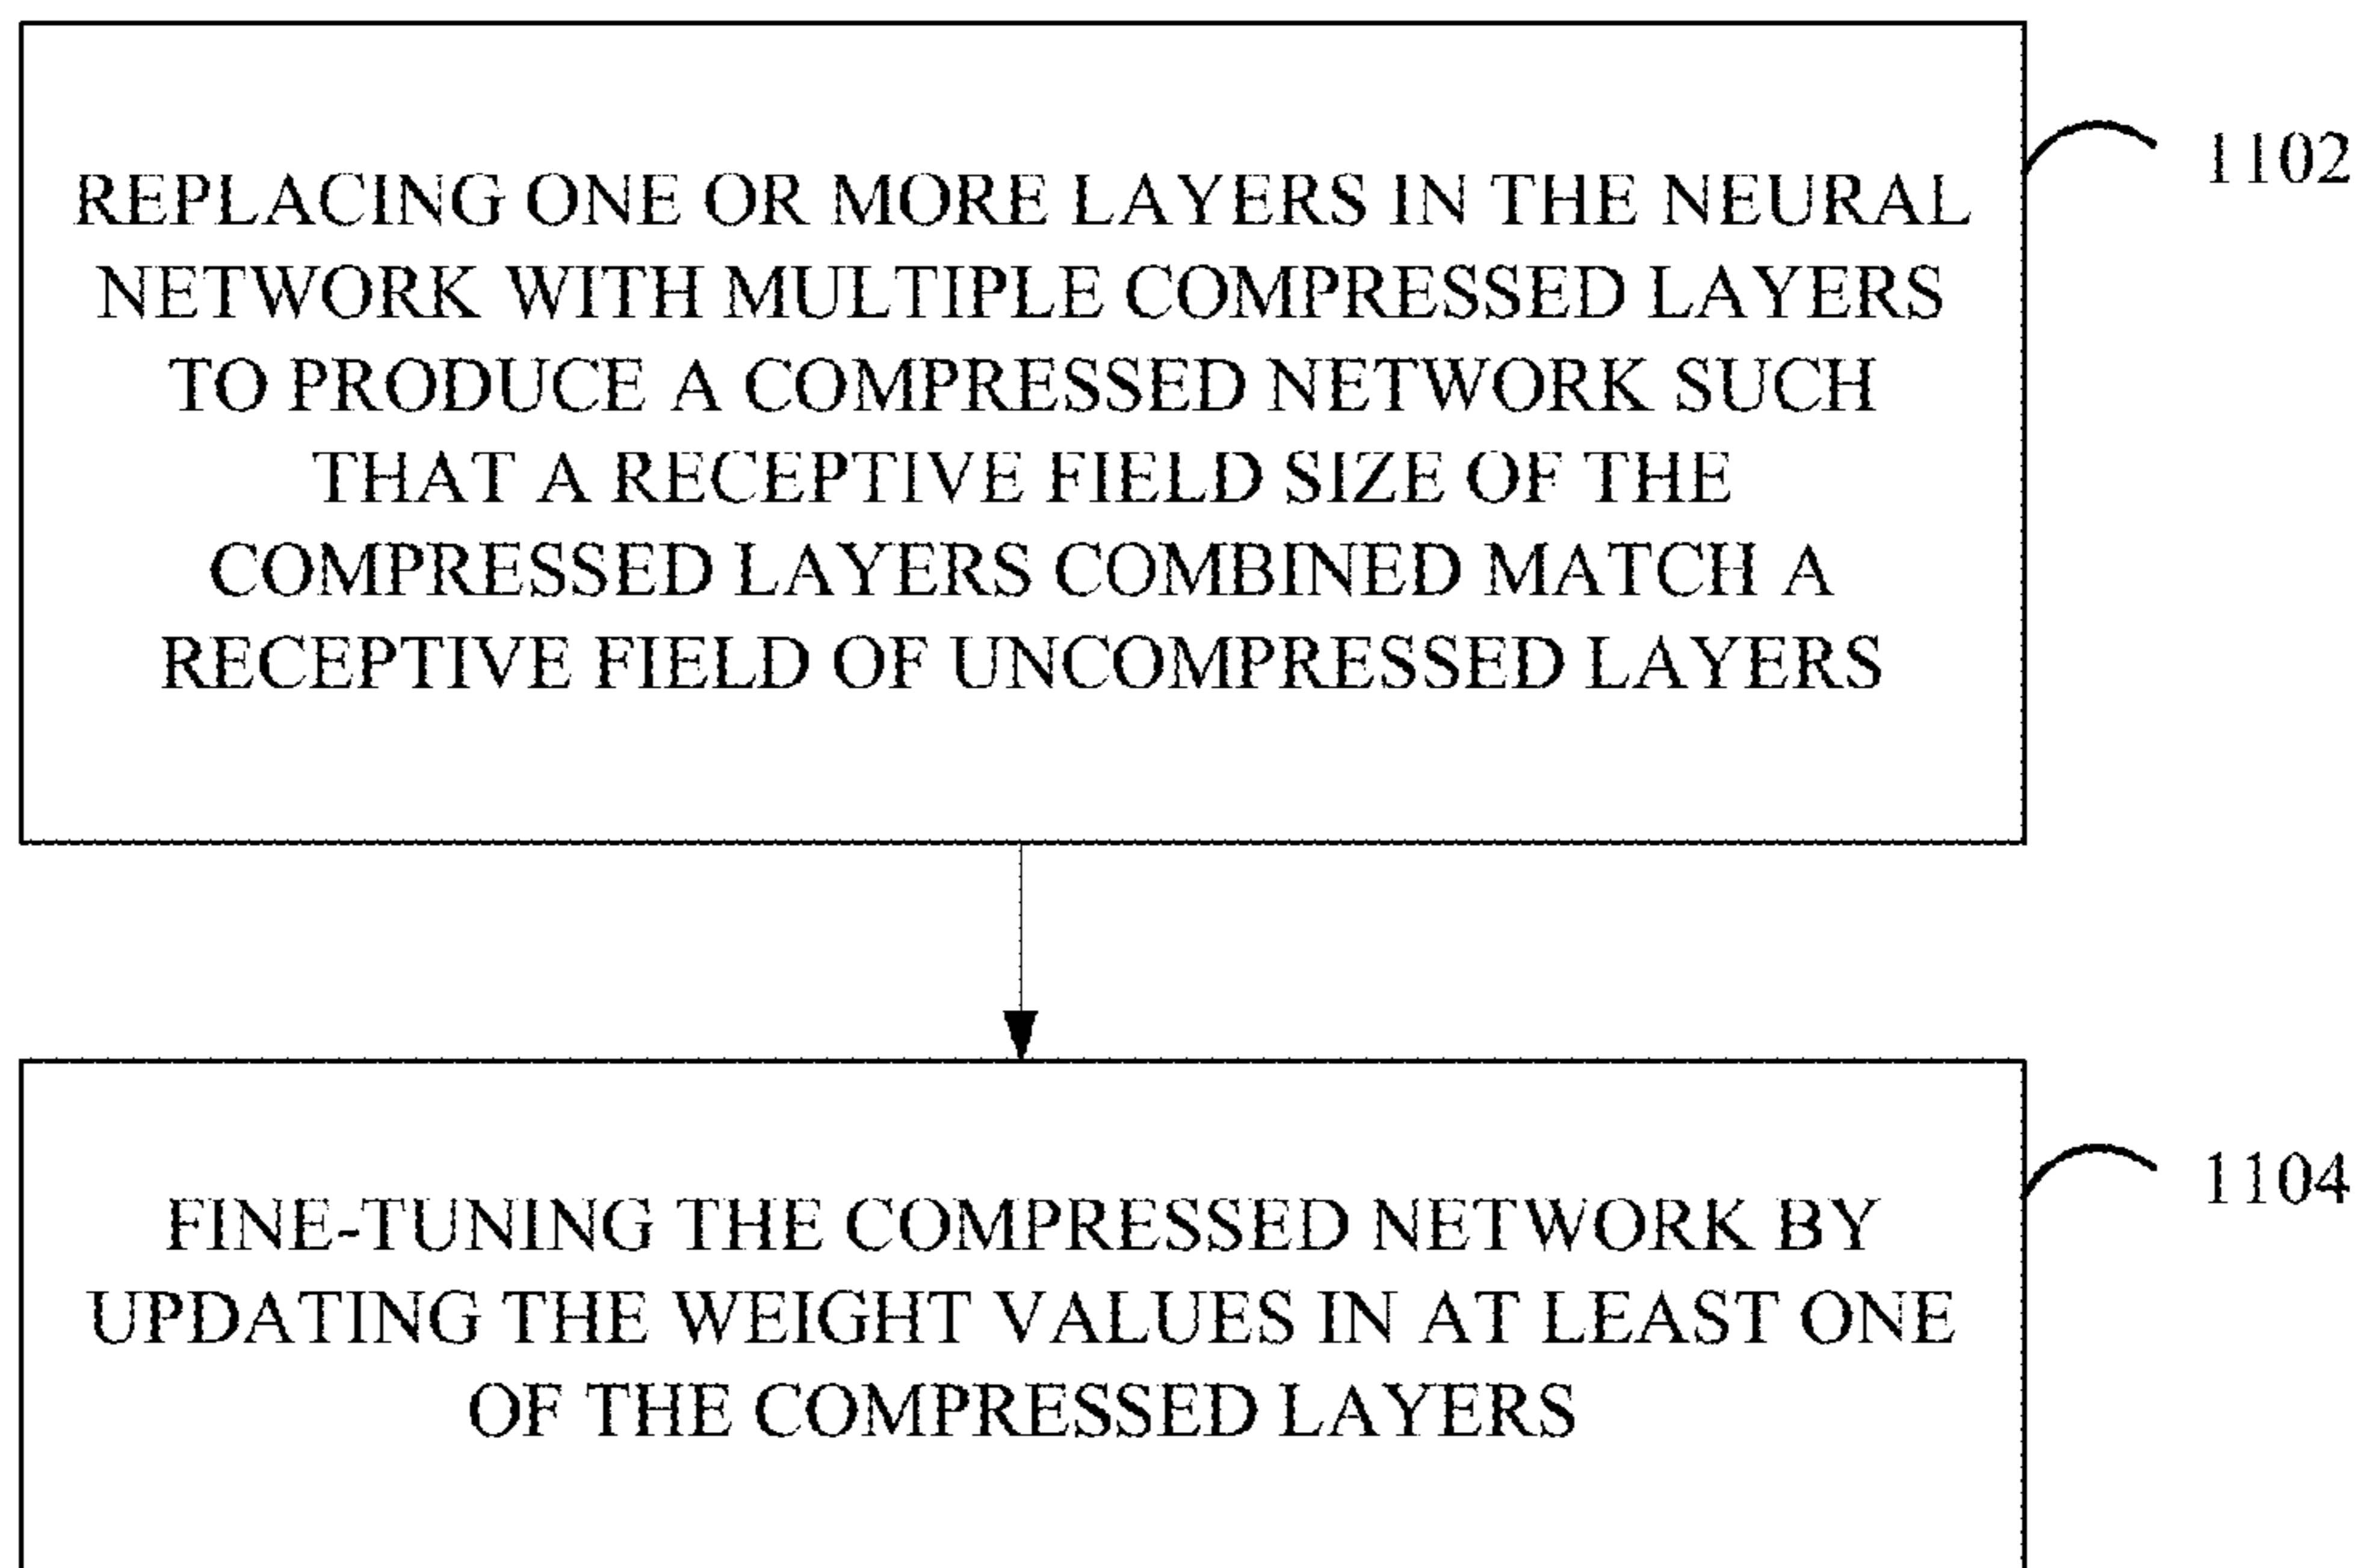 REPLACING ONE OR MORE LAYERS IN THE NEURAL
NETWORK WITH MULTIPLE COMPRESSED LAYERS
TO PRODUCE A COMPRESSED NETWORK SUCH
THAT A RECEPTIVE FIELD SIZE OF THE
COMPRESSED LAYERS COMBINED MATCH A
RECEPTIVE FIELD OF UNCOMPRESSED LAYERS
1102
FINE-TUNING THE COMPRESSED NETWORK BY
UPDATING THE WEIGHT VALUES IN AT LEAST ONE
OF THE COMPRESSED LAYERS
1104